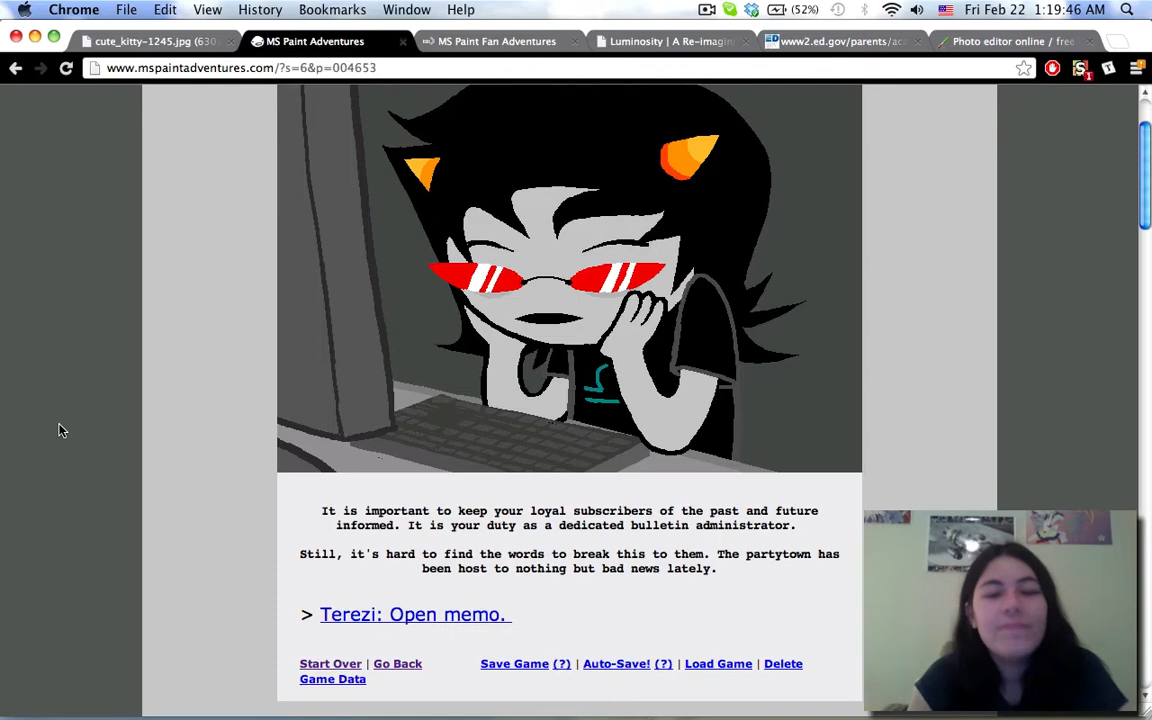 Chrome File Edit View History Bookmarks Window Help (52%) Fri Feb 22 1:19:46 AM
cute_kitty-1245.jpg (630 MS Paint Adventures MS Paint Fan Adventures Luminosity | A Re-imagin www2.ed.gov/parents/aca Photo editor online / free
www.mspaintadventures.com/?s=6&p=004653
1
It is important to keep your loyal subscribers of the past and future
informed. It is your duty as a dedicated bulletin administrator.
Still, it's hard to find the words to break this to them. The partytown has
been host to nothing but bad news lately.
> Terezi: Open memo.
Start Over | Go Back Save Game (?) | Auto-Save! (?) | Load Game | Delete
Game Data